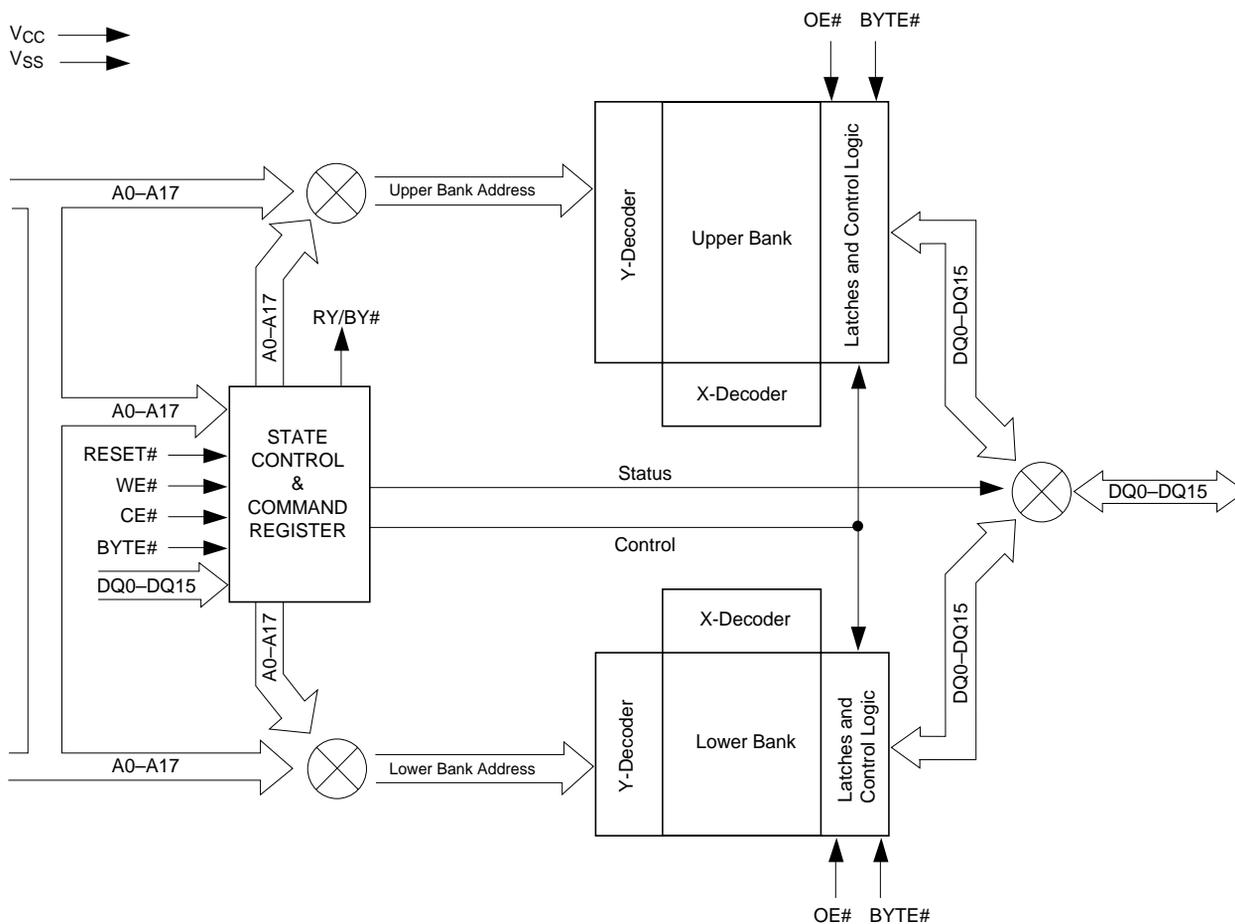 VCC
VSS
OE# BYTE#
A0–A17
Upper Bank Address
Y-Decoder
Upper Bank
Latches and Control Logic
DQ0–DQ15
A0–A17
RY/BY#
X-Decoder
A0–A17
STATE
CONTROL
&
COMMAND
REGISTER
RESET#
WE#
CE#
BYTE#
DQ0–DQ15
Status
Control
DQ0–DQ15
A0–A17
X-Decoder
DQ0–DQ15
A0–A17
Lower Bank Address
Y-Decoder
Lower Bank
Latches and
Control Logic
OE# BYTE#